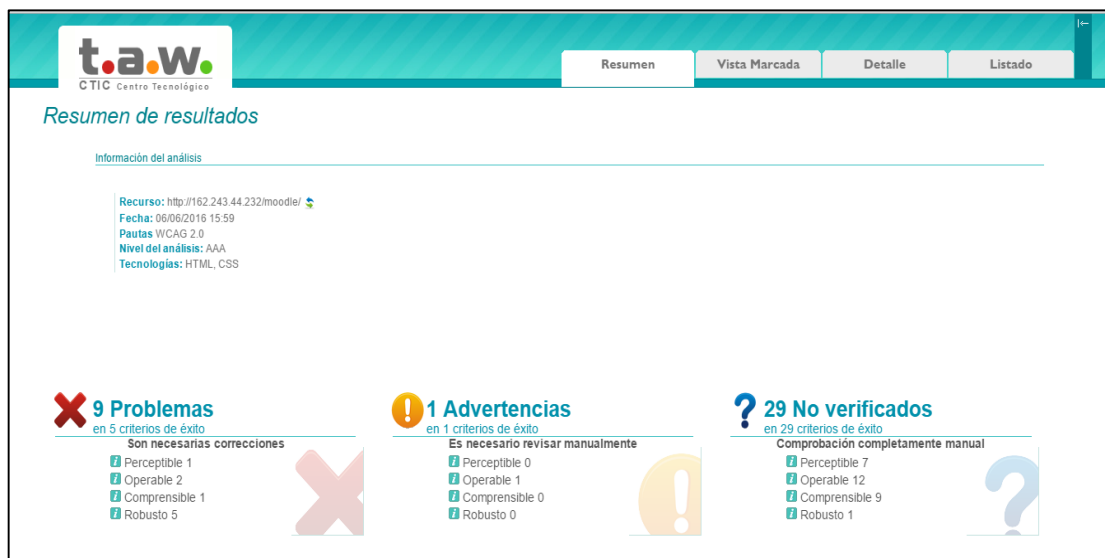 t.a.w.
CTIC Centro Tecnológico
Resumen
Vista Marcada
Detalle
Listado
Resumen de resultados
Información del análisis
Recurso: http://162.243.44.232/moodle/
Fecha: 06/06/2016 15:59
Pautas WCAG 2.0
Nivel del análisis: AAA
Tecnologías: HTML, CSS
9 Problemas
en 5 criterios de éxito
Son necesarias correcciones
Perceptible 1
Operable 2
Comprensible 1
Robusto 5
1 Advertencias
en 1 criterios de éxito
Es necesario revisar manualmente
Perceptible 0
Operable 1
Comprensible 0
Robusto 0
29 No verificados
en 29 criterios de éxito
Comprobación completamente manual
Perceptible 7
Operable 12
Comprensible 9
Robusto 1